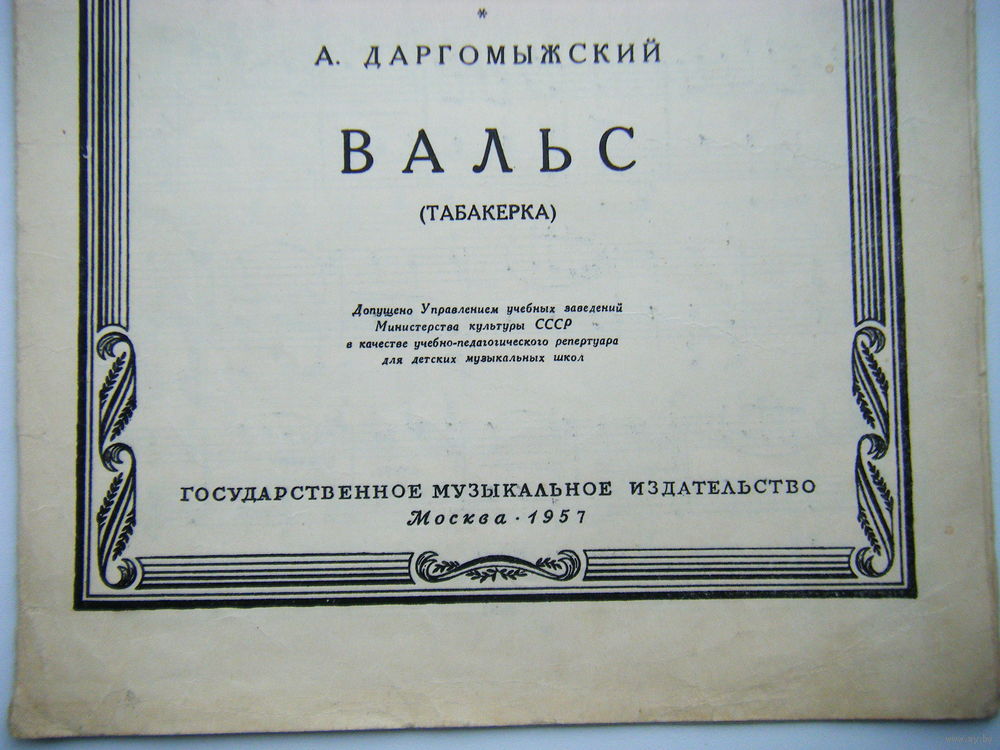 *
А. ДАРГОМЫЖСКИЙ
ВАЛЬС
(ТАБАКЕРКА)
Допущено Управлением учебных заведений
Министерства культуры СССР
в качестве учебно-педагогического репертуара
для детских музыкальных школ
ГОСУДАРСТВЕННОЕ МУЗЫКАЛЬНОЕ ИЗДАТЕЛЬСТВО
Москва · 1957